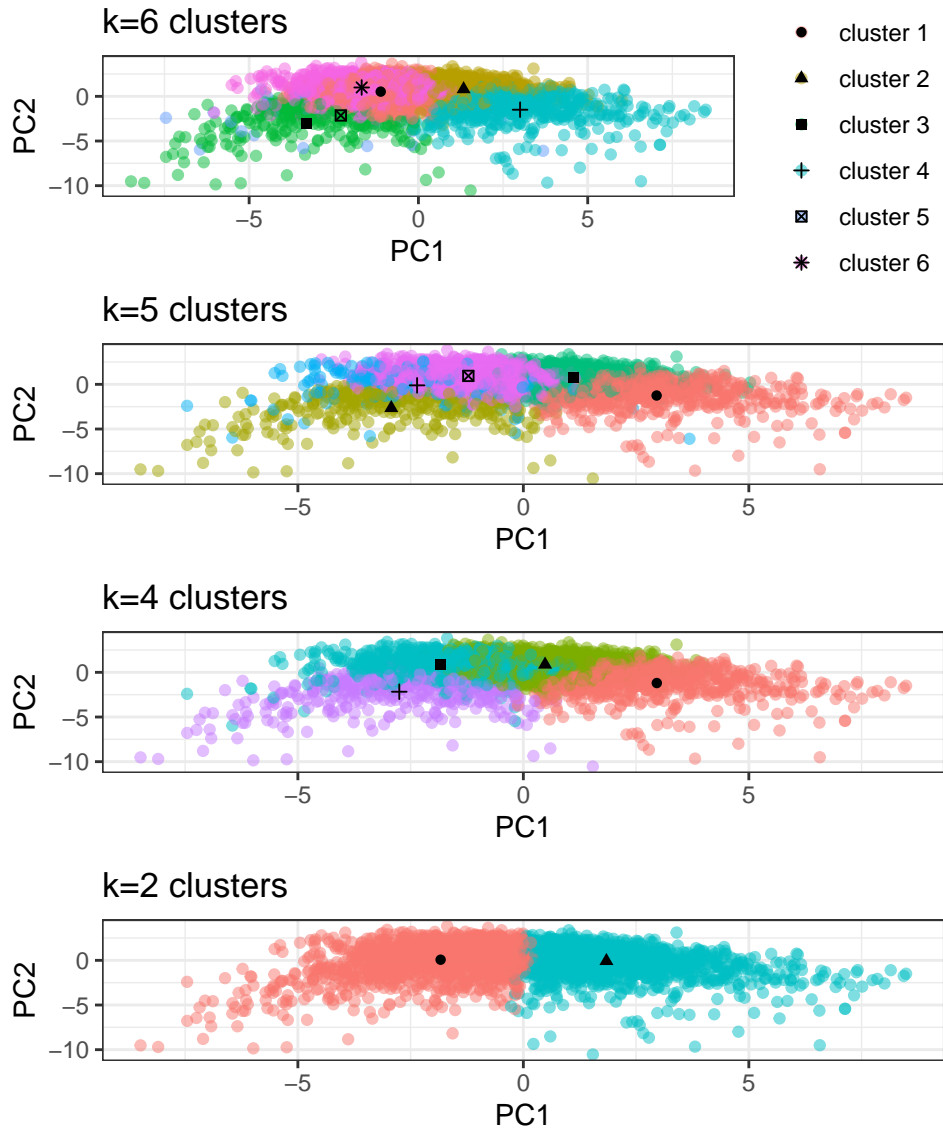 k=6 clusters
PC2
0
−5
−10
−5 0 5
PC1
cluster 1
cluster 2
cluster 3
cluster 4
cluster 5
cluster 6
k=5 clusters
PC2
0
−5
−10
−5 0 5
PC1
k=4 clusters
PC2
0
−5
−10
−5 0 5
PC1
k=2 clusters
PC2
0
−5
−10
−5 0 5
PC1